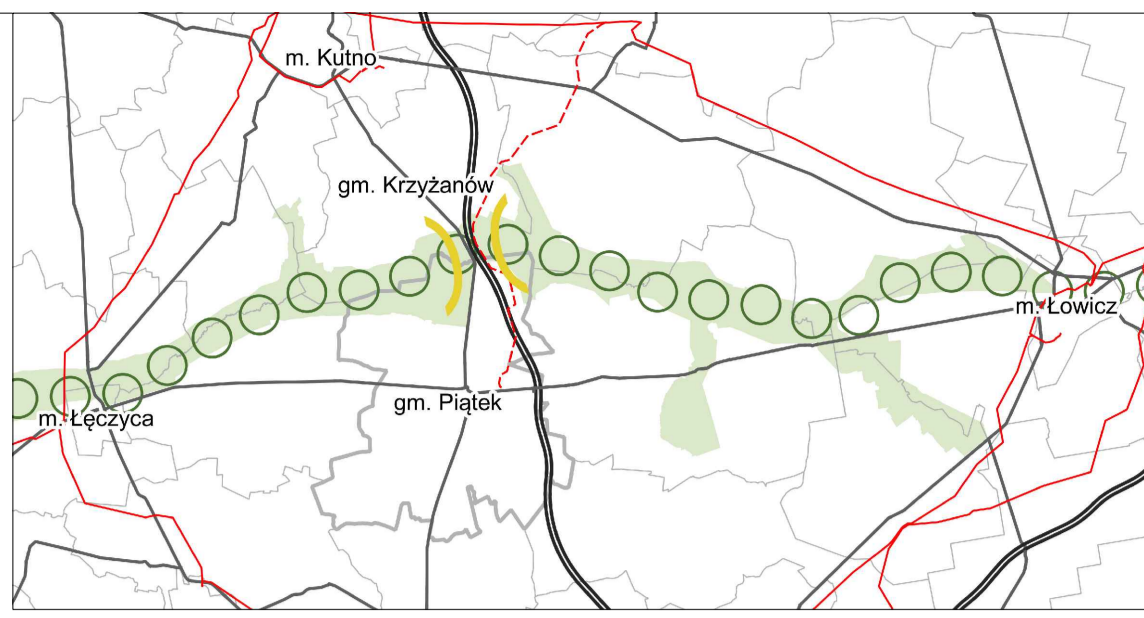 m. Kutno
gm. Krzyżanów
m. Łowicz
gm. Piątek
m. Łęczyca